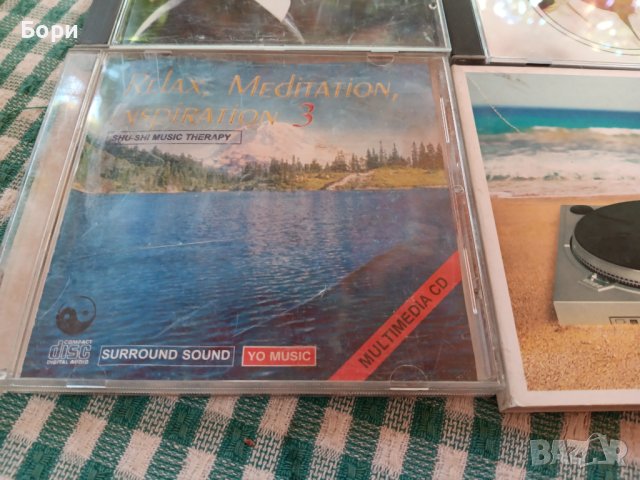 Бори
RELAX, MEDITATION,
NSPIRATION 3
SHU-SHI MUSIC THERAPY
MULTIMEDIA CD
COMPACT
disc
DIGITAL AUDIO
SURROUND SOUND
YO MUSIC
BAZAR